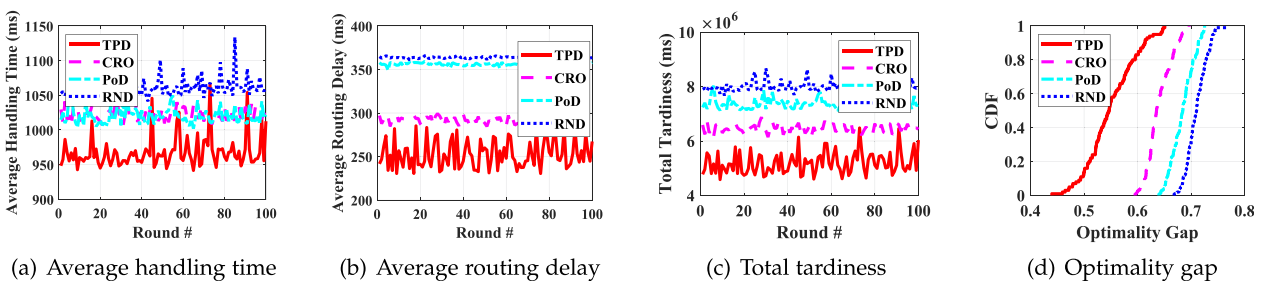 Average Handling Time (ms)
1150
1100
1050
1000
950
900
TPD
CRO
PoD
RND
0 20 40 60 80 100
Round #
(a) Average handling time
Average Routing Delay (ms)
400
350
300
250
200
TPD
CRO
PoD
RND
0 20 40 60 80 100
Round #
(b) Average routing delay
×10^6
Total Tardiness (ms)
10
8
6
4
TPD
CRO
PoD
RND
0 20 40 60 80 100
Round #
(c) Total tardiness
CDF
1
0.8
0.6
0.4
0.2
0
TPD
CRO
PoD
RND
0.4 0.5 0.6 0.7 0.8
Optimality Gap
(d) Optimality gap